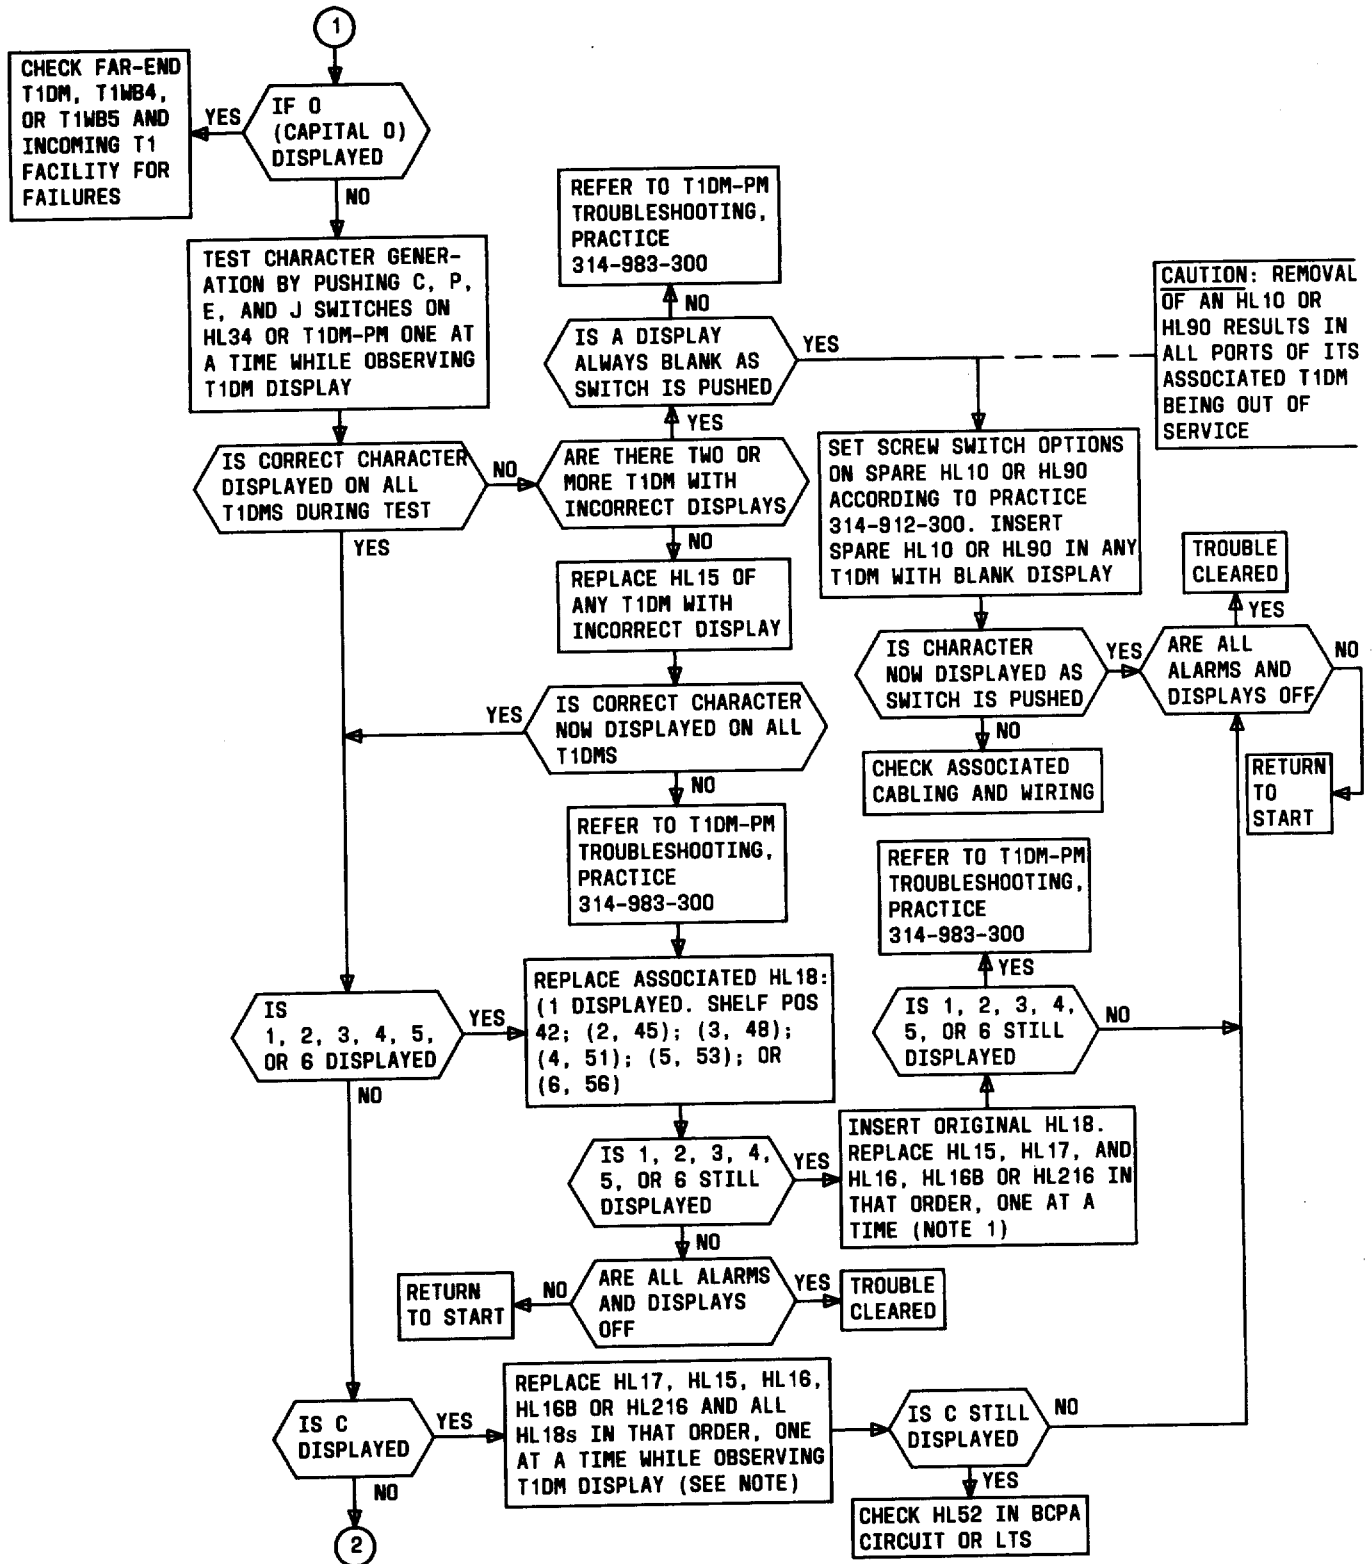 1
CHECK FAR-END
T1DM, T1WB4,
OR T1WB5 AND
INCOMING T1
FACILITY FOR
FAILURES
YES
IF O
(CAPITAL O)
DISPLAYED
NO
TEST CHARACTER GENER-
ATION BY PUSHING C, P,
E, AND J SWITCHES ON
HL34 OR T1DM-PM ONE AT
A TIME WHILE OBSERVING
T1DM DISPLAY
REFER TO T1DM-PM
TROUBLESHOOTING,
PRACTICE
314-983-300
NO
IS A DISPLAY
ALWAYS BLANK AS
SWITCH IS PUSHED
YES
CAUTION: REMOVAL
OF AN HL10 OR
HL90 RESULTS IN
ALL PORTS OF ITS
ASSOCIATED T1DM
BEING OUT OF
SERVICE
YES
IS CORRECT CHARACTER
DISPLAYED ON ALL
T1DMS DURING TEST
NO
ARE THERE TWO OR
MORE T1DM WITH
INCORRECT DISPLAYS
SET SCREW SWITCH OPTIONS
ON SPARE HL10 OR HL90
ACCORDING TO PRACTICE
314-912-300. INSERT
SPARE HL10 OR HL90 IN ANY
T1DM WITH BLANK DISPLAY
YES
NO
REPLACE HL15 OF
ANY T1DM WITH
INCORRECT DISPLAY
TROUBLE
CLEARED
YES
IS CHARACTER
NOW DISPLAYED AS
SWITCH IS PUSHED
YES
ARE ALL
ALARMS AND
DISPLAYS OFF
NO
YES
IS CORRECT CHARACTER
NOW DISPLAYED ON ALL
T1DMS
NO
CHECK ASSOCIATED
CABLING AND WIRING
RETURN
TO
START
NO
REFER TO T1DM-PM
TROUBLESHOOTING,
PRACTICE
314-983-300
REFER TO T1DM-PM
TROUBLESHOOTING,
PRACTICE
314-983-300
YES
IS
1, 2, 3, 4, 5,
OR 6 DISPLAYED
YES
REPLACE ASSOCIATED HL18:
(1 DISPLAYED. SHELF POS
42; (2, 45); (3, 48);
(4, 51); (5, 53); OR
(6, 56)
IS 1, 2, 3, 4,
5, OR 6 STILL
DISPLAYED
NO
NO
IS 1, 2, 3, 4,
5, OR 6 STILL
DISPLAYED
YES
INSERT ORIGINAL HL18.
REPLACE HL15, HL17, AND
HL16, HL16B OR HL216 IN
THAT ORDER, ONE AT A
TIME (NOTE 1)
NO
RETURN
TO START
NO
ARE ALL ALARMS
AND DISPLAYS
OFF
YES
TROUBLE
CLEARED
IS C
DISPLAYED
YES
REPLACE HL17, HL15, HL16,
HL16B OR HL216 AND ALL
HL18s IN THAT ORDER, ONE
AT A TIME WHILE OBSERVING
T1DM DISPLAY (SEE NOTE)
IS C STILL
DISPLAYED
NO
NO
YES
CHECK HL52 IN BCPA
CIRCUIT OR LTS
2